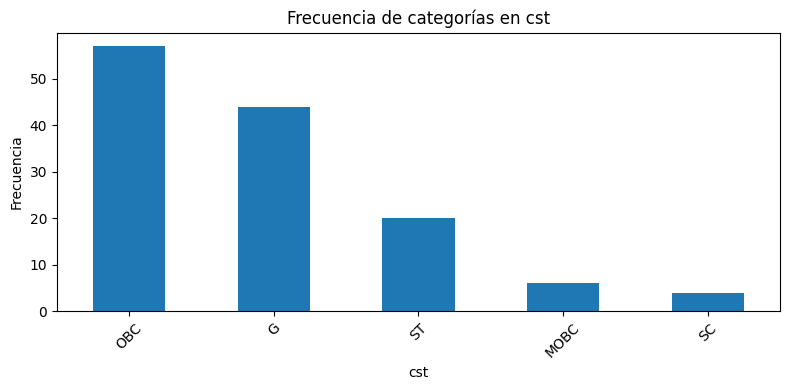 Frecuencia de categorías en cst
Frecuencia
50
40
30
20
10
0
OBC
G
ST
MOBC
SC
cst